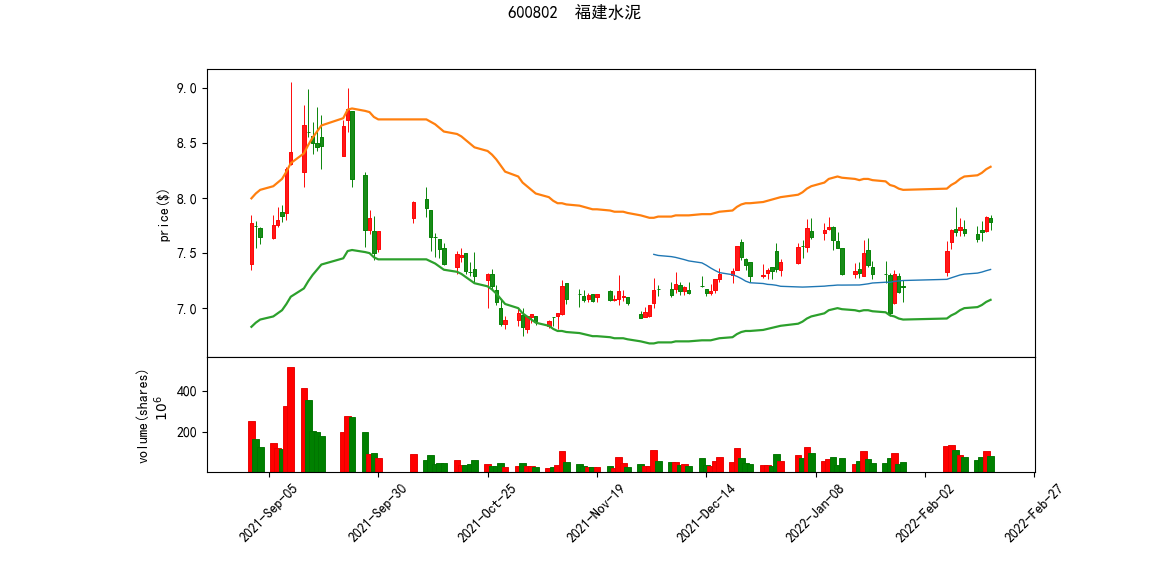 600802 福建水泥
price($)
9.0
8.5
8.0
7.5
7.0
volume(shares)
10^6
400
200
2021-Sep-05
2021-Sep-30
2021-Oct-25
2021-Nov-19
2021-Dec-14
2022-Jan-08
2022-Feb-02
2022-Feb-27